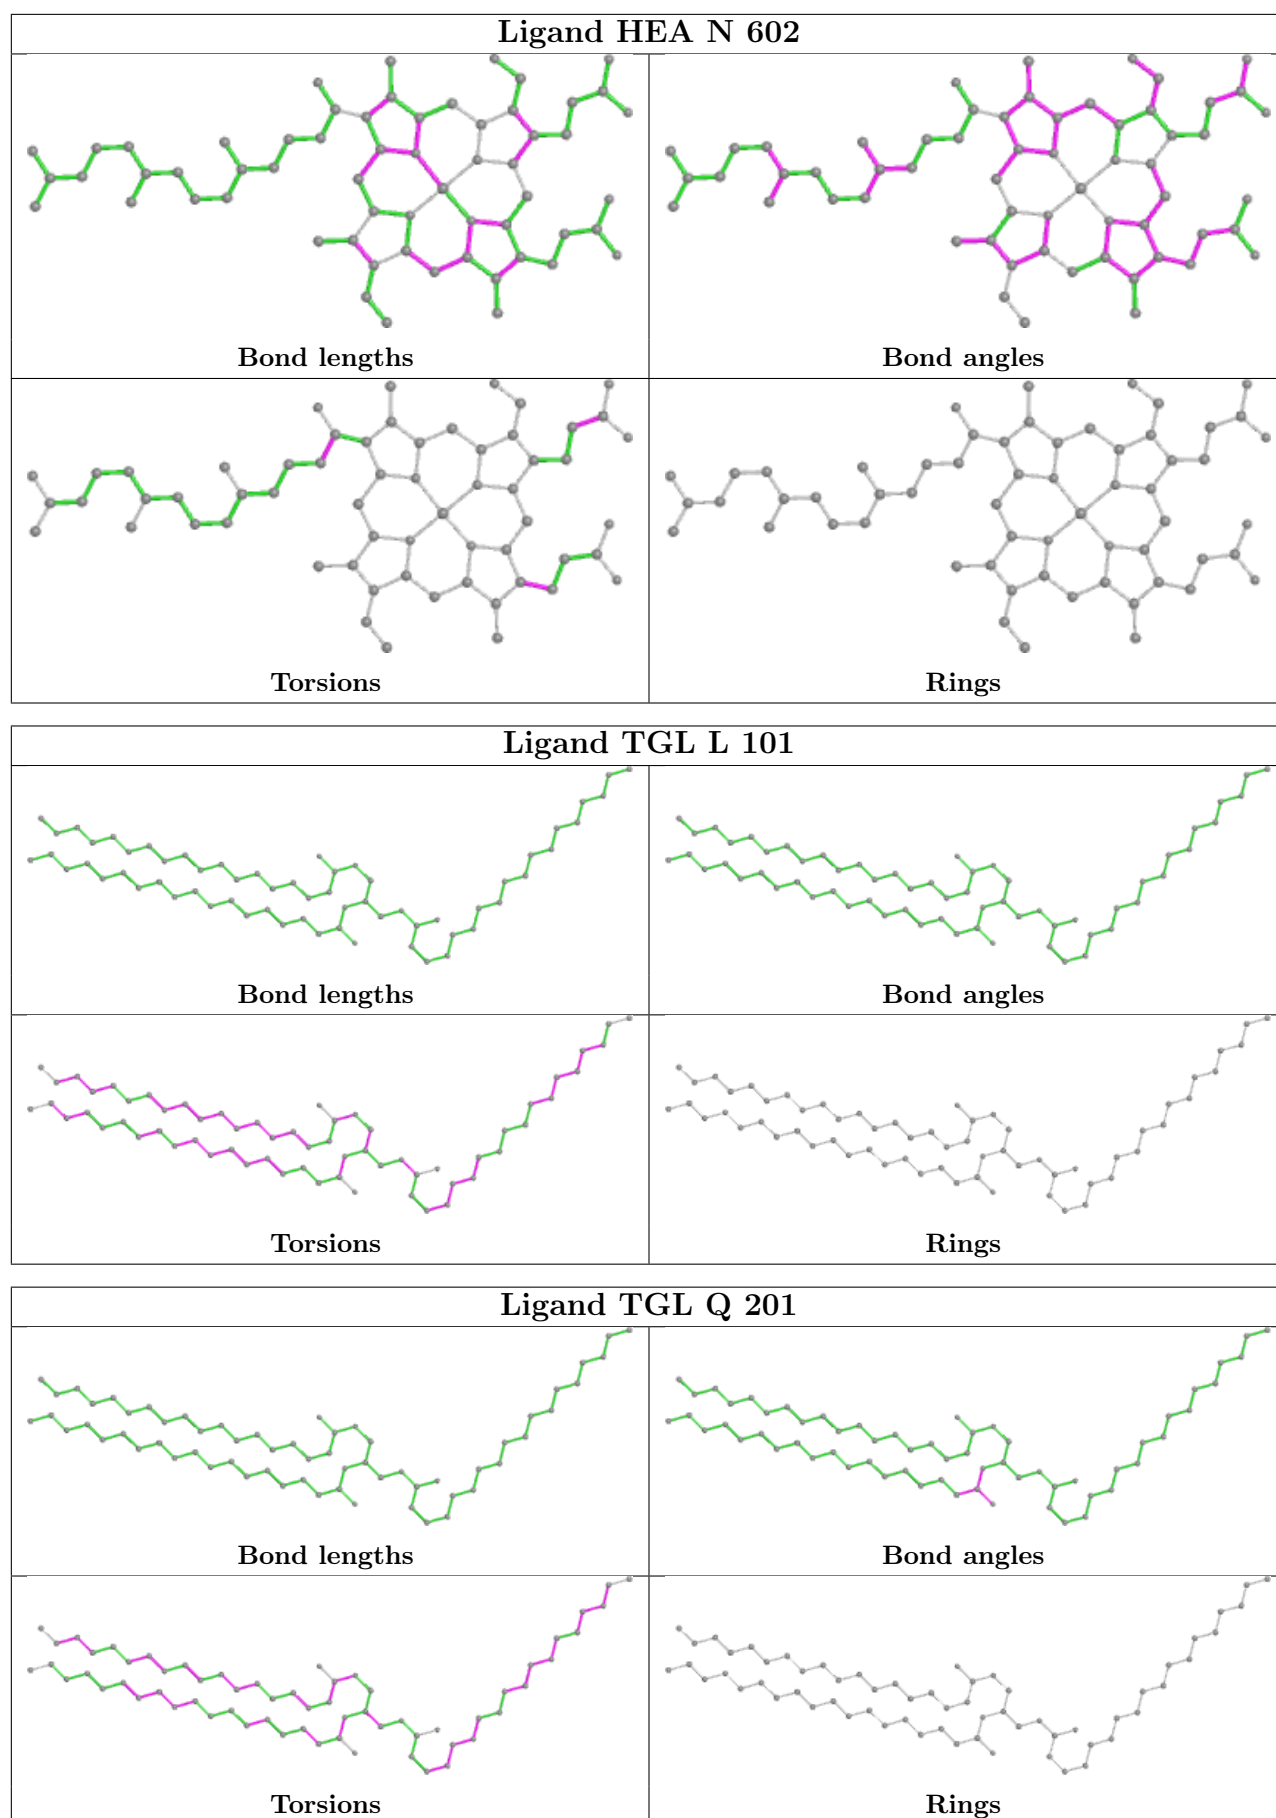 Ligand HEA N 602
Bond lengths
Bond angles
Torsions
Rings
Ligand TGL L 101
Bond lengths
Bond angles
Torsions
Rings
Ligand TGL Q 201
Bond lengths
Bond angles
Torsions
Rings